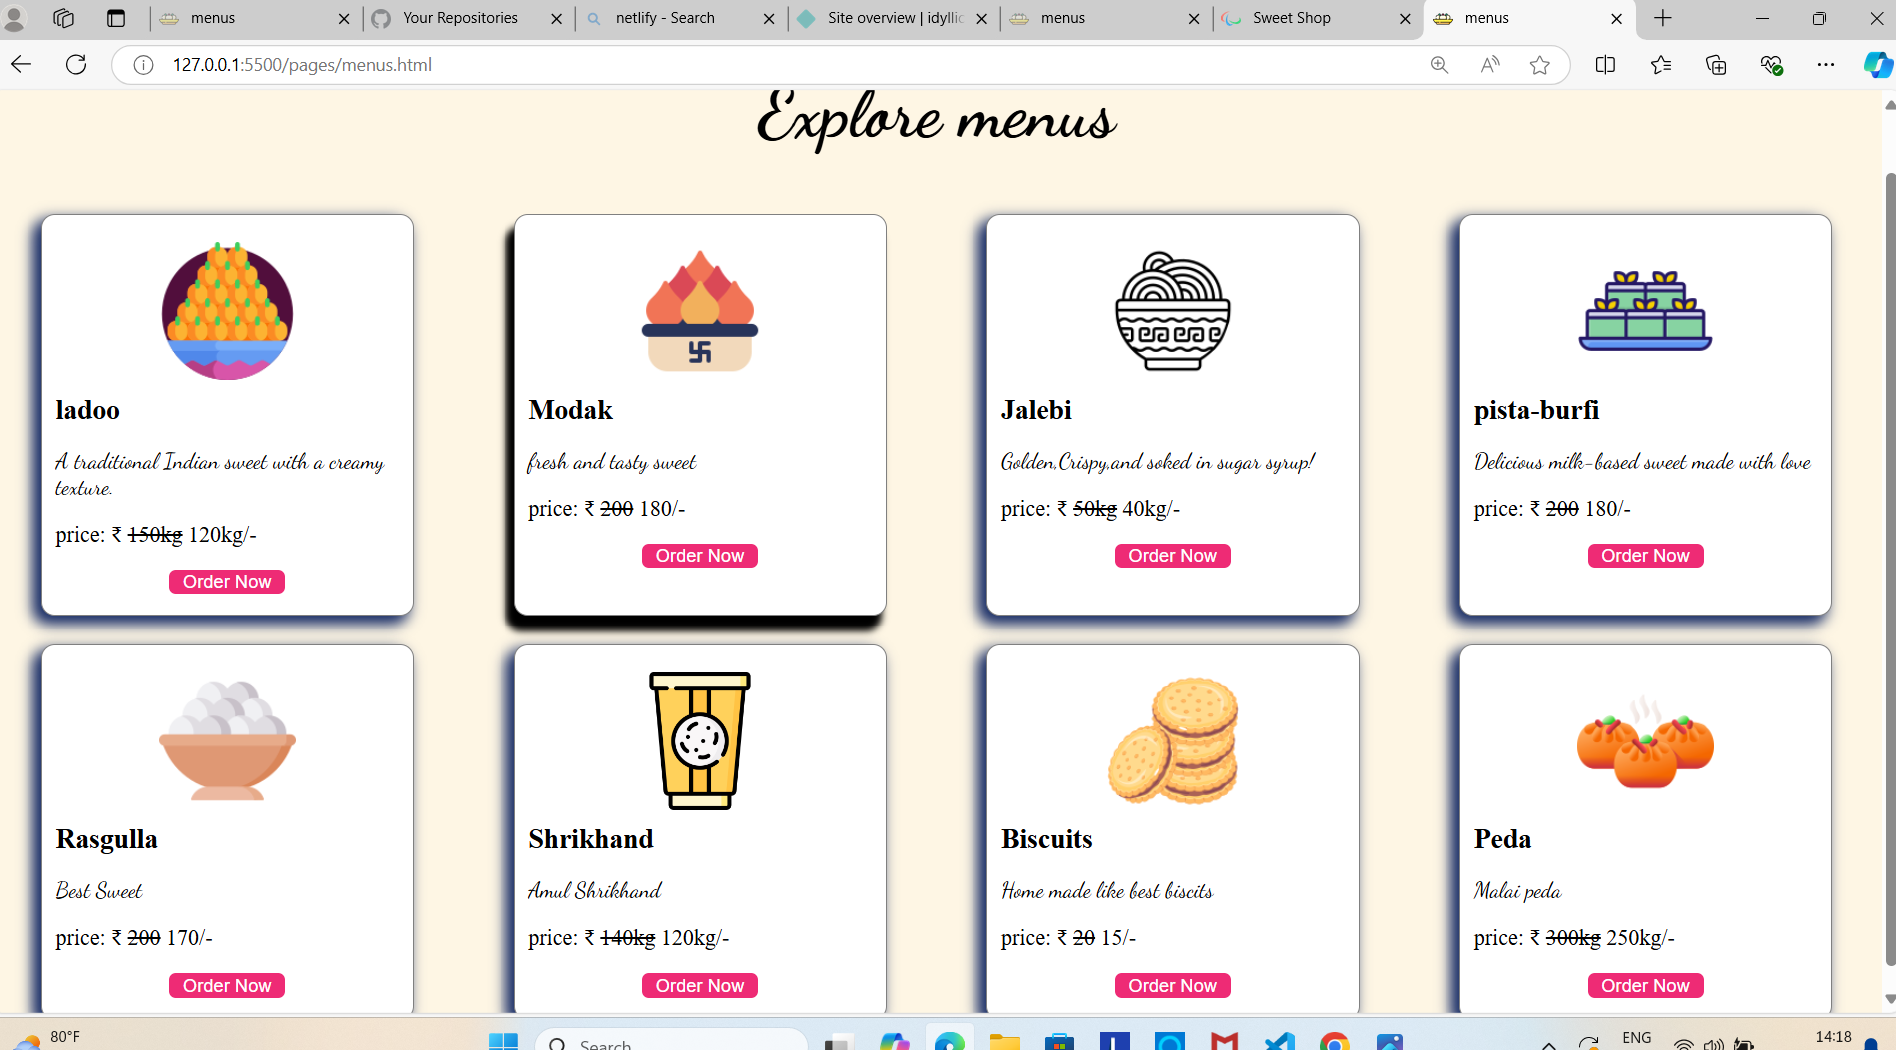 menus
Your Repositories
netlify - Search
Site overview | idyllic
menus
Sweet Shop
menus
127.0.0.1:5500/pages/menus.html
Explore menus
ladoo
A traditional Indian sweet with a creamy
texture.
price: ₹ 150kg 120kg/-
Order Now
Modak
fresh and tasty sweet
price: ₹ 200 180/-
Order Now
Jalebi
Golden,Crispy,and soked in sugar syrup!
price: ₹ 50kg 40kg/-
Order Now
pista-burfi
Delicious milk-based sweet made with love
price: ₹ 200 180/-
Order Now
Rasgulla
Best Sweet
price: ₹ 200 170/-
Order Now
Shrikhand
Amul Shrikhand
price: ₹ 140kg 120kg/-
Order Now
Biscuits
Home made like best biscits
price: ₹ 20 15/-
Order Now
Peda
Malai peda
price: ₹ 300kg 250kg/-
Order Now
80°F
Search
ENG
14:18